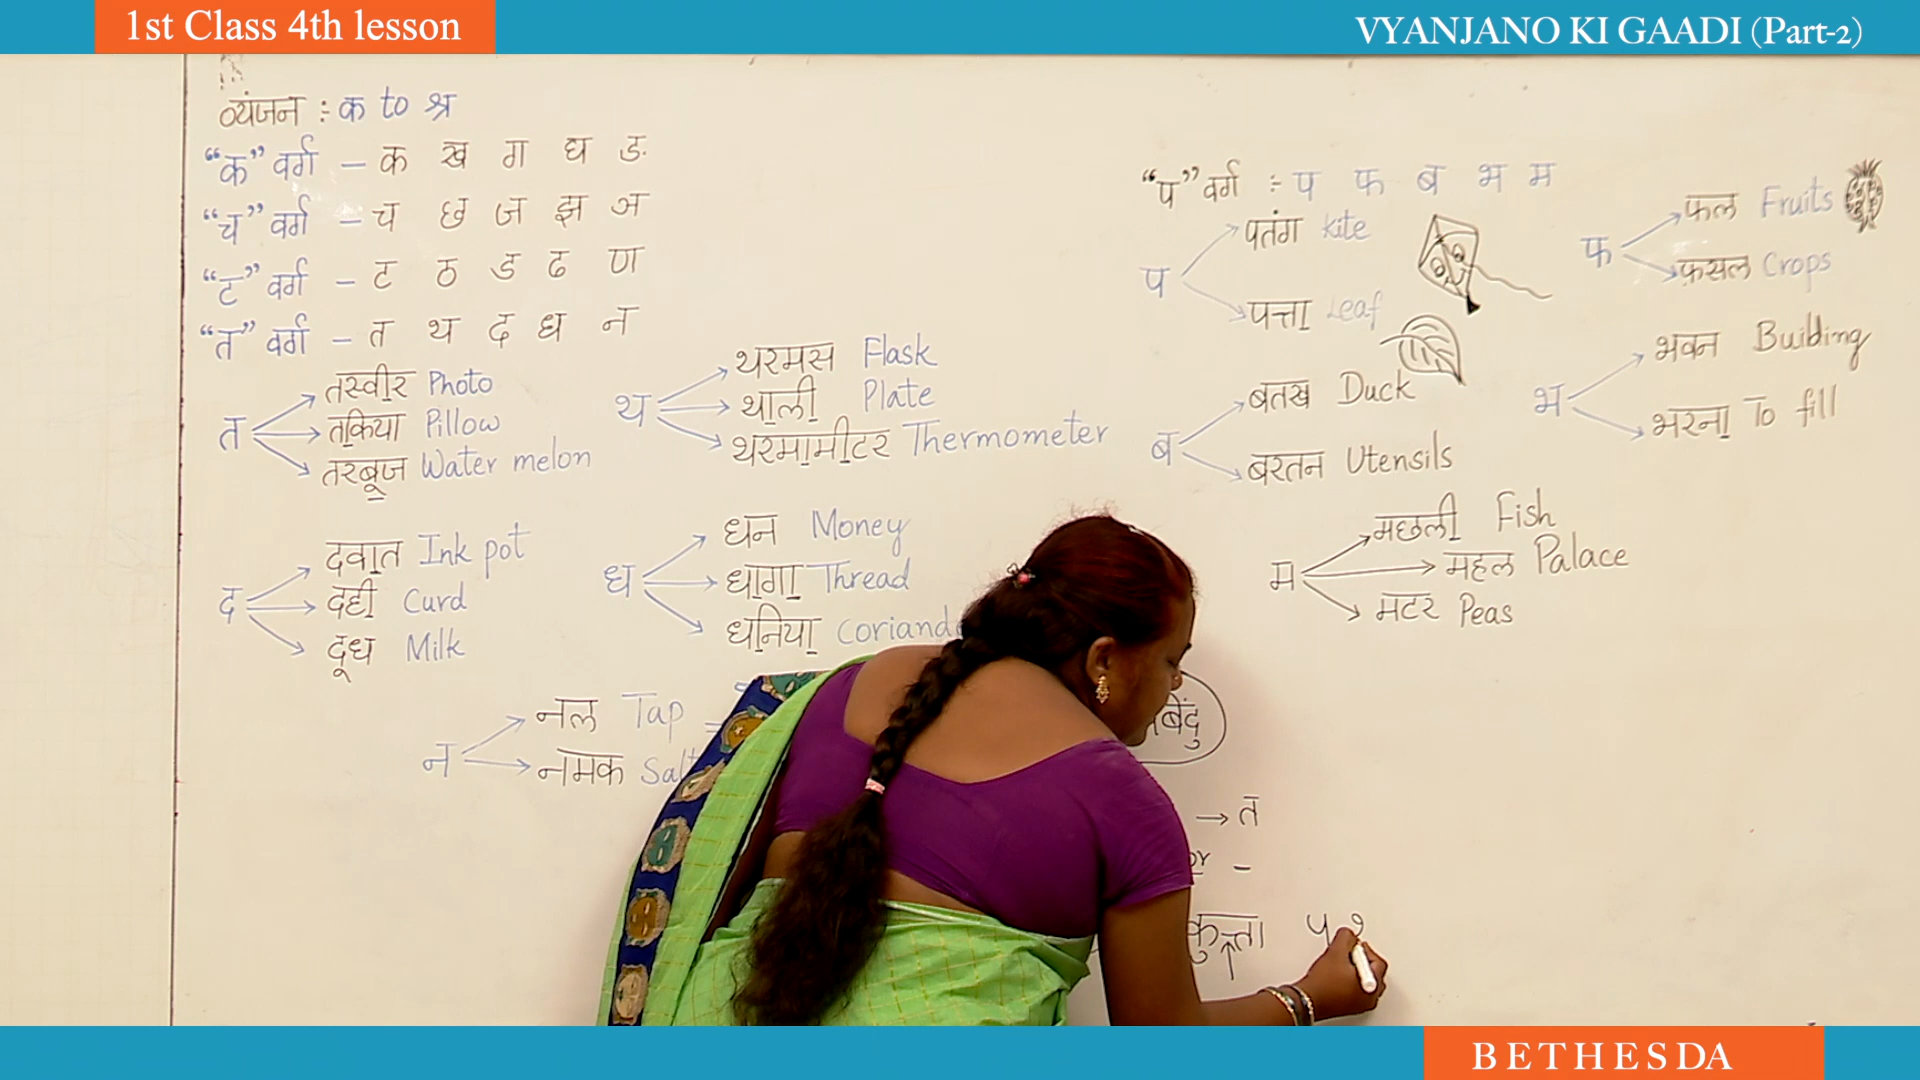 1st Class 4th lesson
VYANJANO KI GAADI (Part-2)
व्यंजन : क to श्र
“क” वर्ग – क ख ग घ ङ
“च” वर्ग – च छ ज झ ञ
“ट” वर्ग – ट ठ ड ढ ण
“त” वर्ग – त थ द ध न
त
तस्वीर Photo
तकिया Pillow
तरबूज Water melon
थ
थरमस Flask
थाली Plate
थरमामीटर Thermometer
द
दवात Ink pot
दही Curd
दूध Milk
ध
धन Money
धागा Thread
धनिया
न
नल Tap
नमक Salt
“प” वर्ग : प फ ब भ म
प
पतंग kite
पत्ता Leaf
फ
फल Fruits
फ़सल Crops
ब
बतख Duck
बरतन Utensils
भ
भवन Building
भरना To fill
म
मछली Fish
महल Palace
मटर Peas
→ त
कुत्ता
BETHESDA